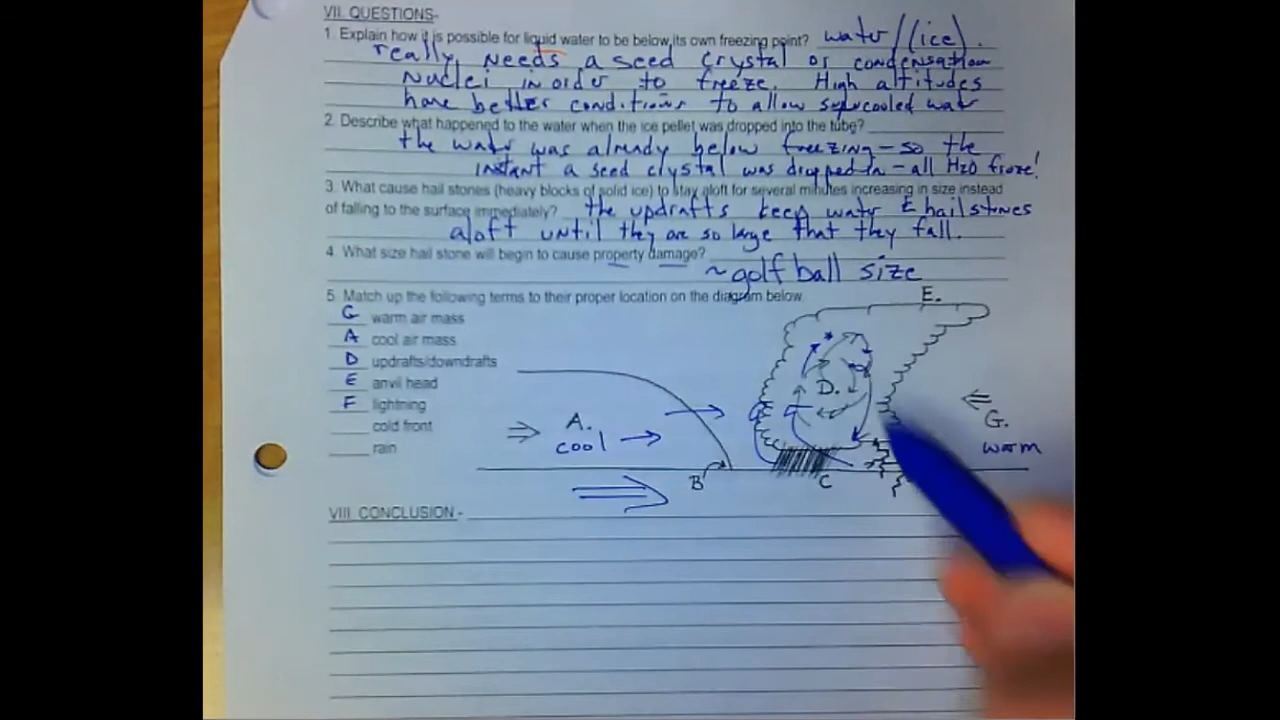 VII. QUESTIONS-
1. Explain how it is possible for liquid water to be below its own freezing point? water/(ice).
really needs a seed crystal or condensation
Nuclei in order to freeze. High altitudes
have better conditions to allow supercooled water
2. Describe what happened to the water when the ice pellet was dropped into the tube?
the water was already below freezing - so the
instant a seed crystal was dropped in - all H2O froze!
3. What cause hail stones (heavy blocks of solid ice) to stay aloft for several minutes increasing in size instead
of falling to the surface immediately? the updrafts keep water & hailstones
aloft until they are so large that they fall.
4. What size hail stone will begin to cause property damage?
~golf ball size
5. Match up the following terms to their proper location on the diagram below.
E.
G warm air mass
A cool air mass
D updrafts/downdrafts
E anvil head
D.
F lightning
A.
G.
cold front
cool
warm
rain
B
C
VIII. CONCLUSION -